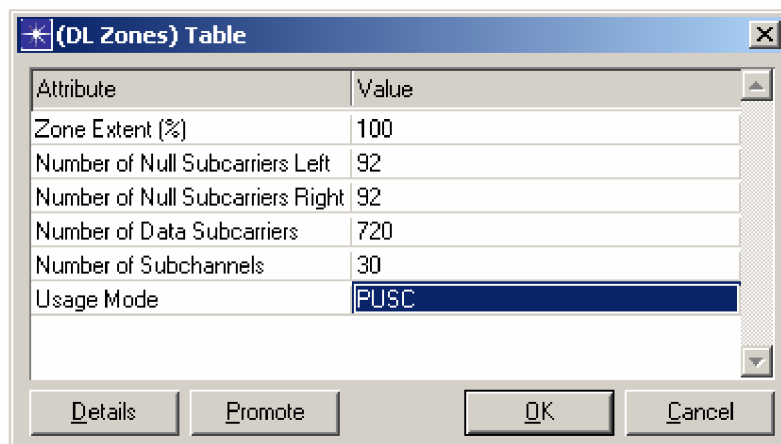 (DL Zones) Table
Attribute Value
Zone Extent (%) 100
Number of Null Subcarriers Left 92
Number of Null Subcarriers Right 92
Number of Data Subcarriers 720
Number of Subchannels 30
Usage Mode PUSC
Details Promote OK Cancel